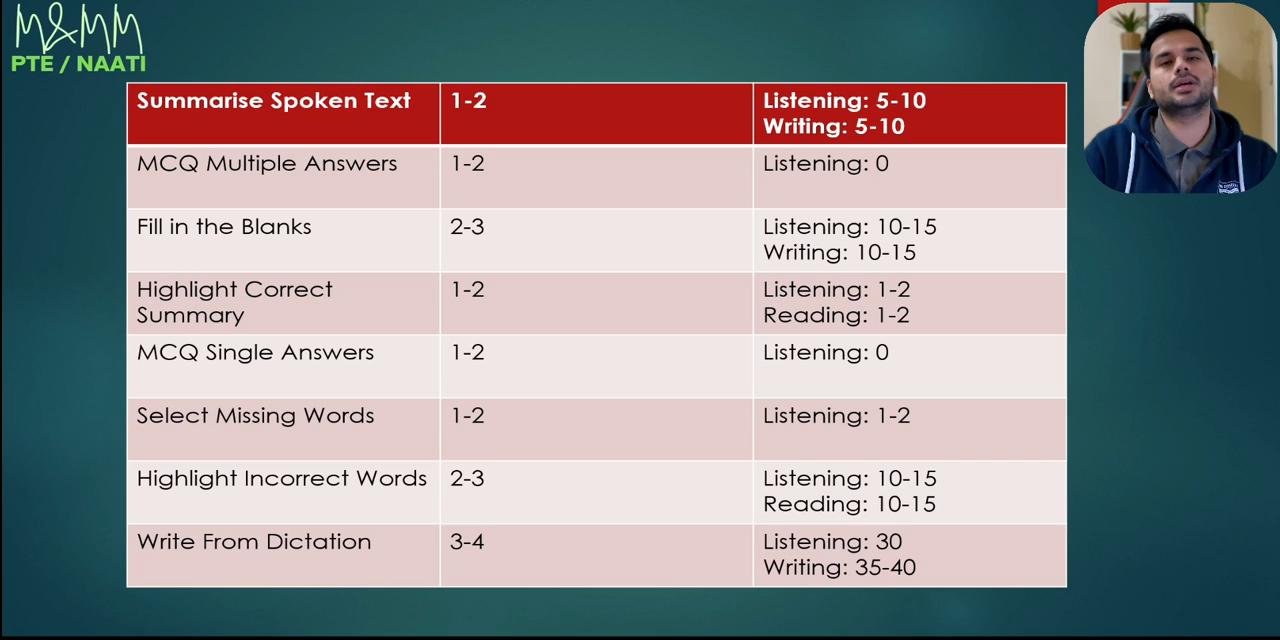 M&MM
PTE / NAATI
Summarise Spoken Text 1-2 Listening: 5-10
Writing: 5-10
MCQ Multiple Answers 1-2 Listening: 0
Fill in the Blanks 2-3 Listening: 10-15
Writing: 10-15
Highlight Correct 1-2 Listening: 1-2
Summary Reading: 1-2
MCQ Single Answers 1-2 Listening: 0
Select Missing Words 1-2 Listening: 1-2
Highlight Incorrect Words 2-3 Listening: 10-15
Reading: 10-15
Write From Dictation 3-4 Listening: 30
Writing: 35-40